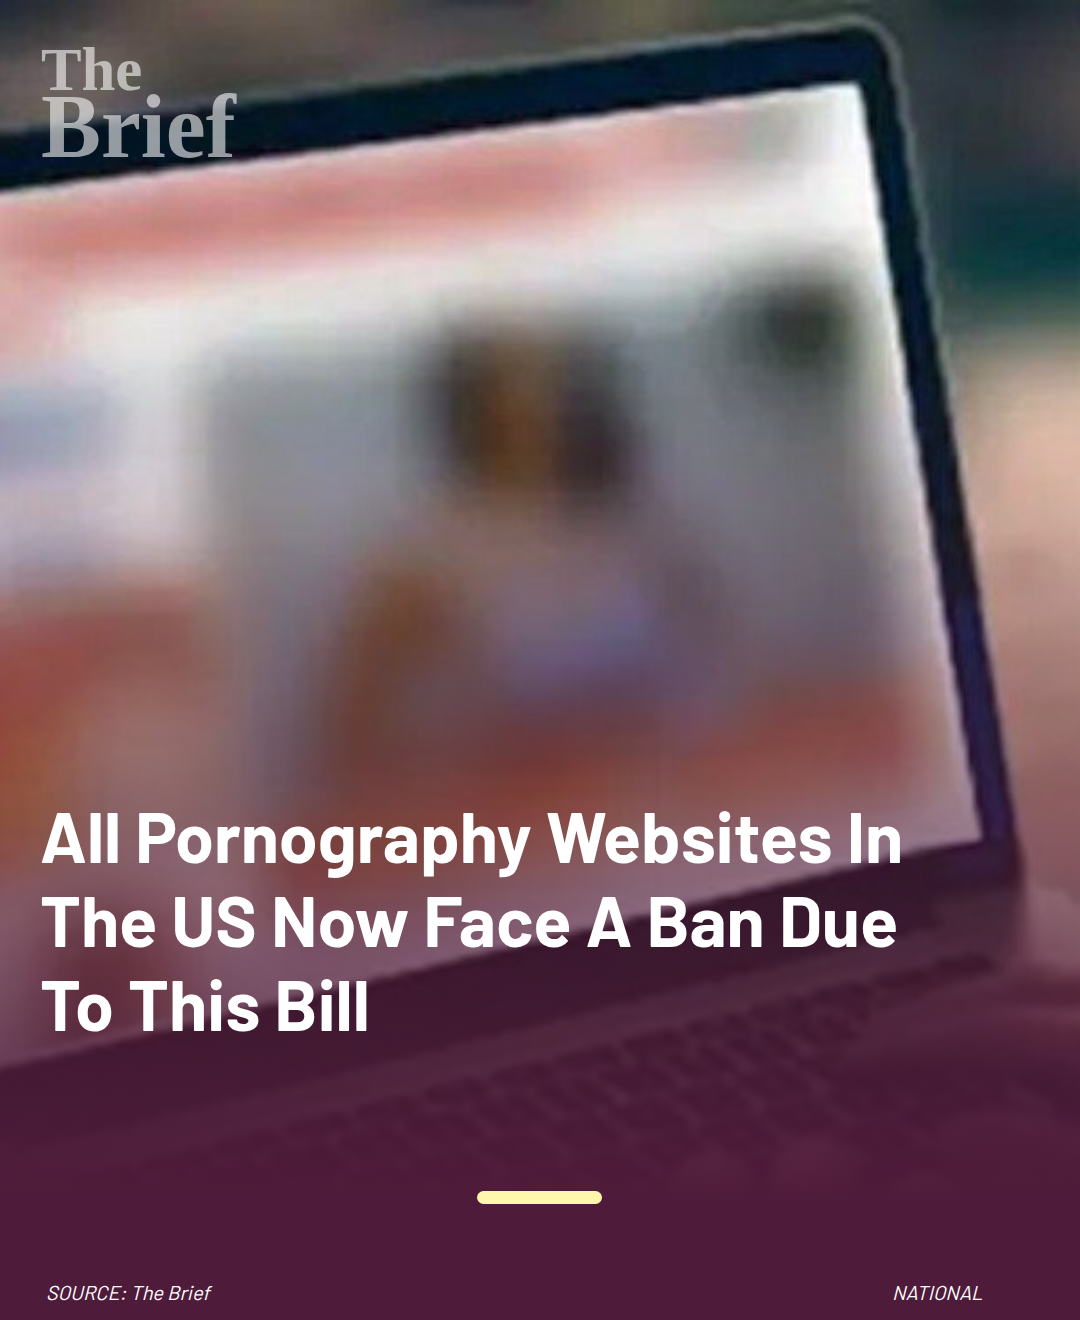 The
Brief
All Pornography Websites In
The US Now Face A Ban Due
To This Bill
SOURCE: The Brief
NATIONAL